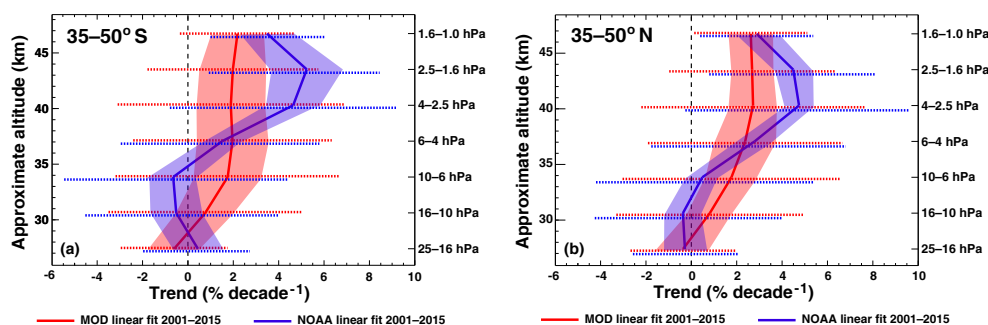 35–50° S
Approximate altitude (km)
45
40
35
30
1.6–1.0 hPa
2.5–1.6 hPa
4–2.5 hPa
6–4 hPa
10–6 hPa
16–10 hPa
25–16 hPa
(a)
-6 -4 -2 0 2 4 6 8 10
Trend (% decade⁻¹)
MOD linear fit 2001–2015 NOAA linear fit 2001–2015
35–50° N
Approximate altitude (km)
45
40
35
30
1.6–1.0 hPa
2.5–1.6 hPa
4–2.5 hPa
6–4 hPa
10–6 hPa
16–10 hPa
25–16 hPa
(b)
-6 -4 -2 0 2 4 6 8 10
Trend (% decade⁻¹)
MOD linear fit 2001–2015 NOAA linear fit 2001–2015